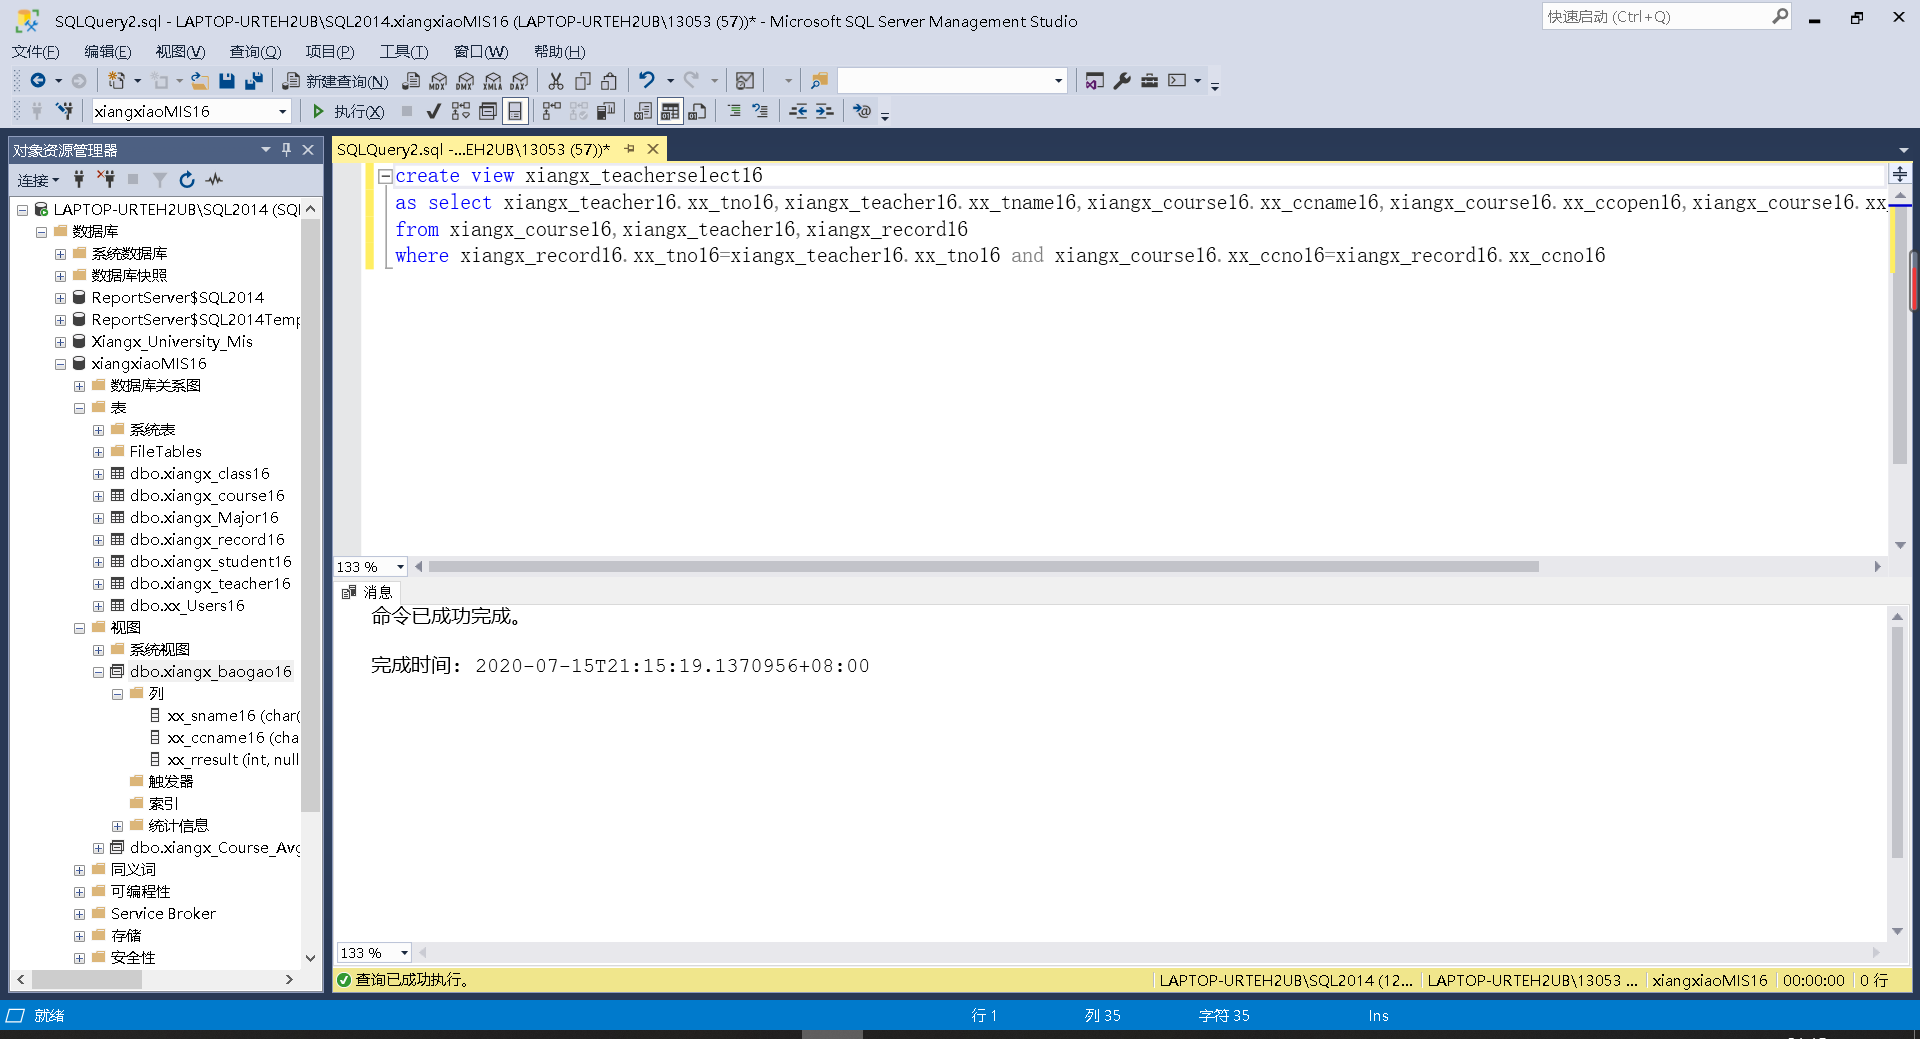 SQLQuery2.sql - LAPTOP-URTEH2UB\SQL2014.xiangxiaoMIS16 (LAPTOP-URTEH2UB\13053 (57))* - Microsoft SQL Server Management Studio
快速启动 (Ctrl+Q)
文件(F) 编辑(E) 视图(V) 查询(Q) 项目(P) 工具(T) 窗口(W) 帮助(H)
新建查询(N) MDX DMX XMLA DAX
xiangxiaoMIS16 执行(X)
对象资源管理器
SQLQuery2.sql -...EH2UB\13053 (57))*
连接
LAPTOP-URTEH2UB\SQL2014 (SQL
数据库
系统数据库
数据库快照
ReportServer$SQL2014
ReportServer$SQL2014Temp
Xiangx_University_Mis
xiangxiaoMIS16
数据库关系图
表
系统表
FileTables
dbo.xiangx_class16
dbo.xiangx_course16
dbo.xiangx_Major16
dbo.xiangx_record16
dbo.xiangx_student16
dbo.xiangx_teacher16
dbo.xx_Users16
视图
系统视图
dbo.xiangx_baogao16
列
xx_sname16 (char(
xx_ccname16 (cha
xx_rresult (int, null
触发器
索引
统计信息
dbo.xiangx_Course_Avg
同义词
可编程性
Service Broker
存储
安全性
create view xiangx_teacherselect16
as select xiangx_teacher16.xx_tno16,xiangx_teacher16.xx_tname16,xiangx_course16.xx_ccname16,xiangx_course16.xx_ccopen16,xiangx_course16.xx_
from xiangx_course16,xiangx_teacher16,xiangx_record16
where xiangx_record16.xx_tno16=xiangx_teacher16.xx_tno16 and xiangx_course16.xx_ccno16=xiangx_record16.xx_ccno16
133 %
消息
命令已成功完成。
完成时间: 2020-07-15T21:15:19.1370956+08:00
133 %
查询已成功执行。 LAPTOP-URTEH2UB\SQL2014 (12... LAPTOP-URTEH2UB\13053 ... xiangxiaoMIS16 00:00:00 0 行
就绪 行 1 列 35 字符 35 Ins